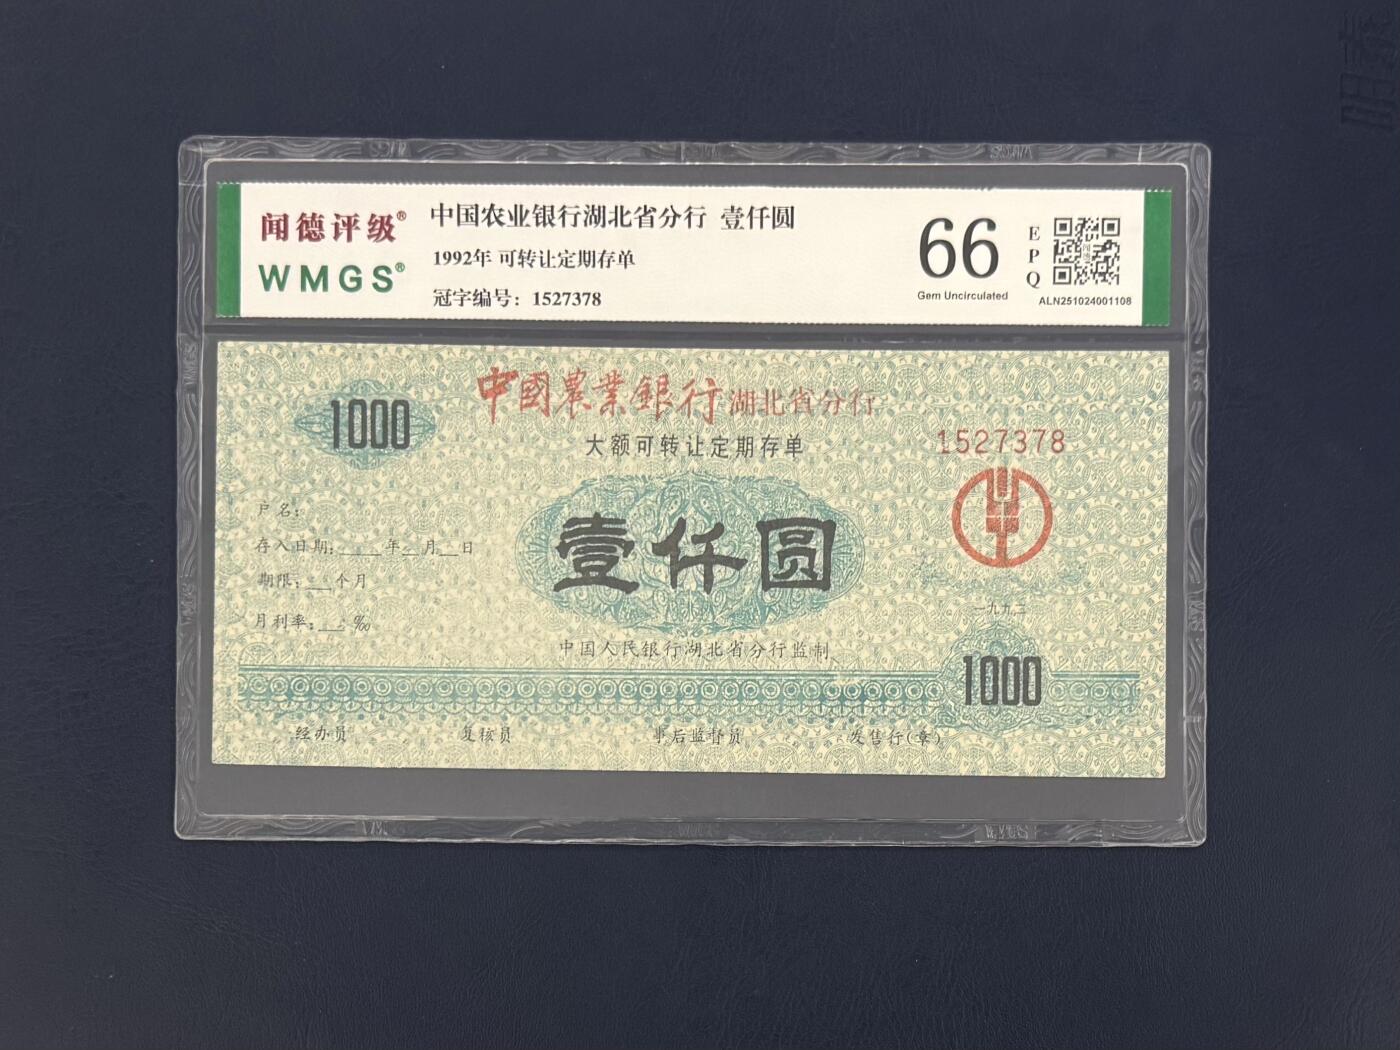 闻德评级®
WMGS®
中国农业银行湖北省分行 壹仟圆
1992年 可转让定期存单
冠字编号：1527378
66
EPQ
Gem Uncirculated
ALN251024001108
中國農業銀行湖北省分行
1000
大额可转让定期存单
1527378
户名：
壹仟圆
存入日期：____年__月__日
期限：___个月
一九九二
月利率：___‰
中国人民银行湖北省分行监制
1000
经办员 复核员 事后监督员 发售行(章)